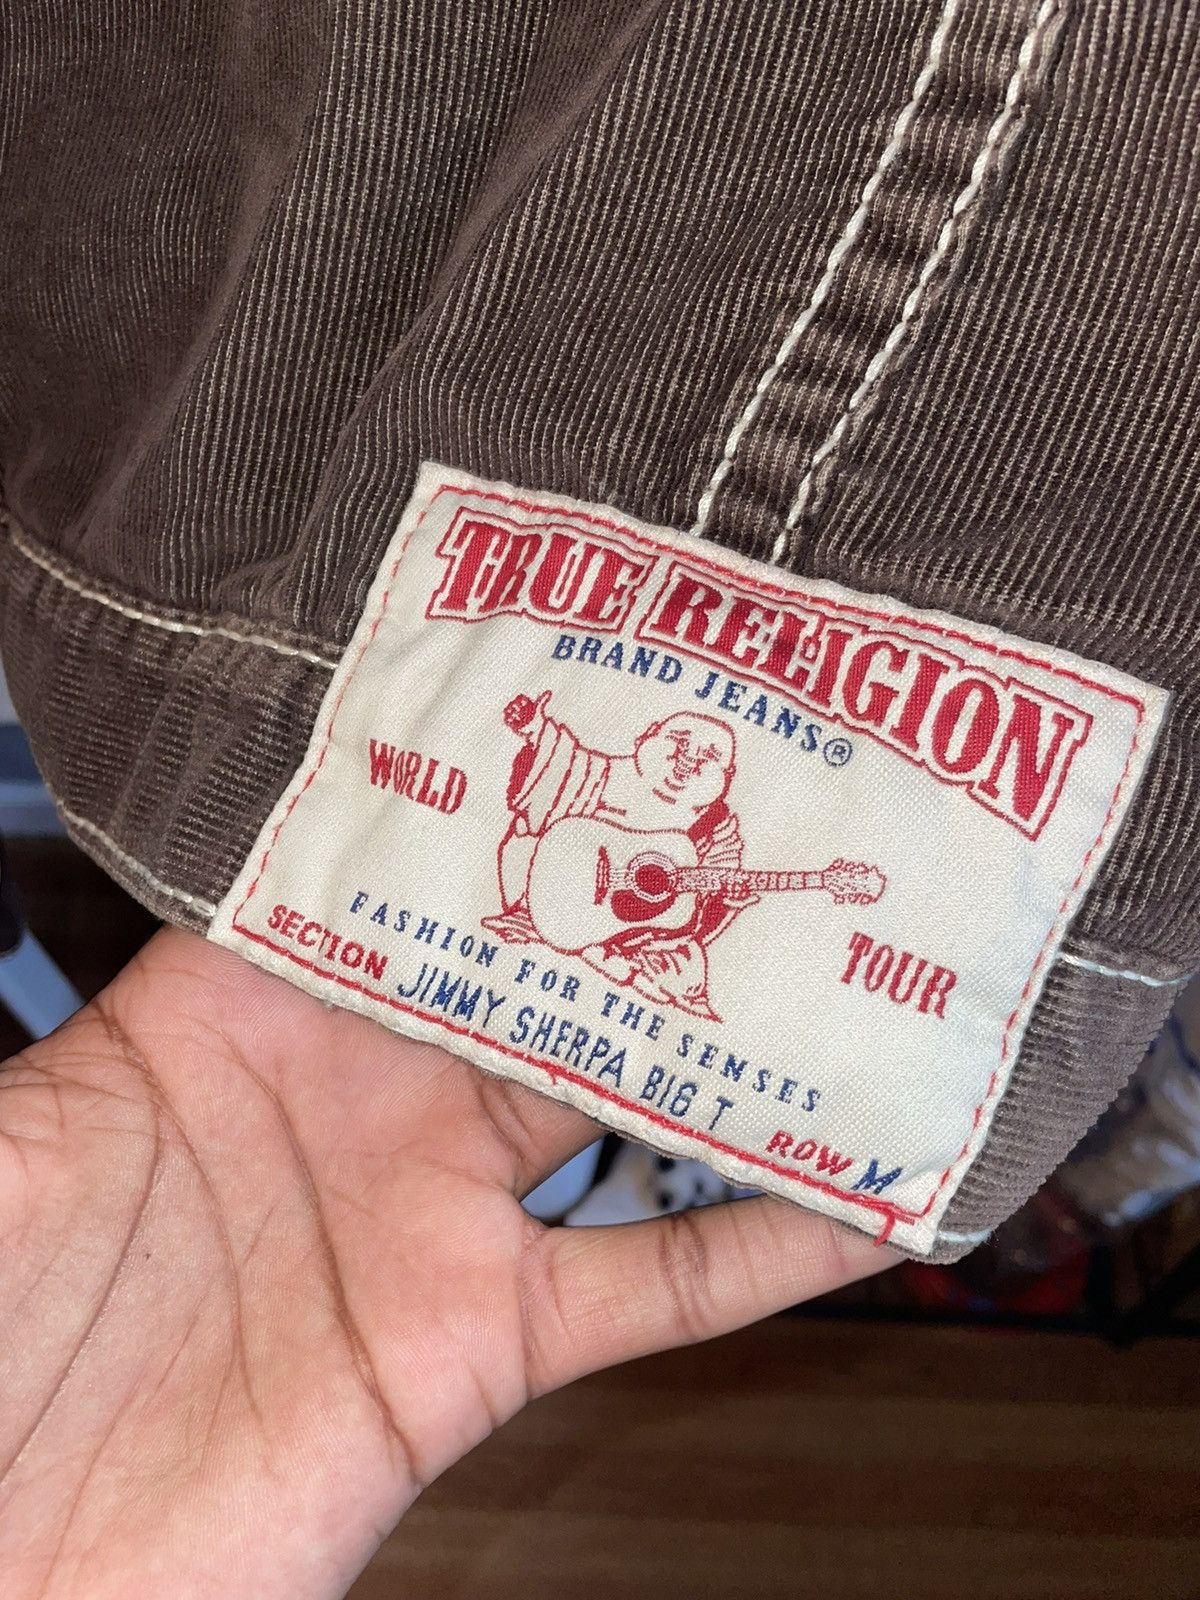 TRUE RELIGION
BRAND JEANS®
WORLD TOUR
FASHION FOR THE SENSES
SECTION JIMMY SHERPA BIG T ROW M